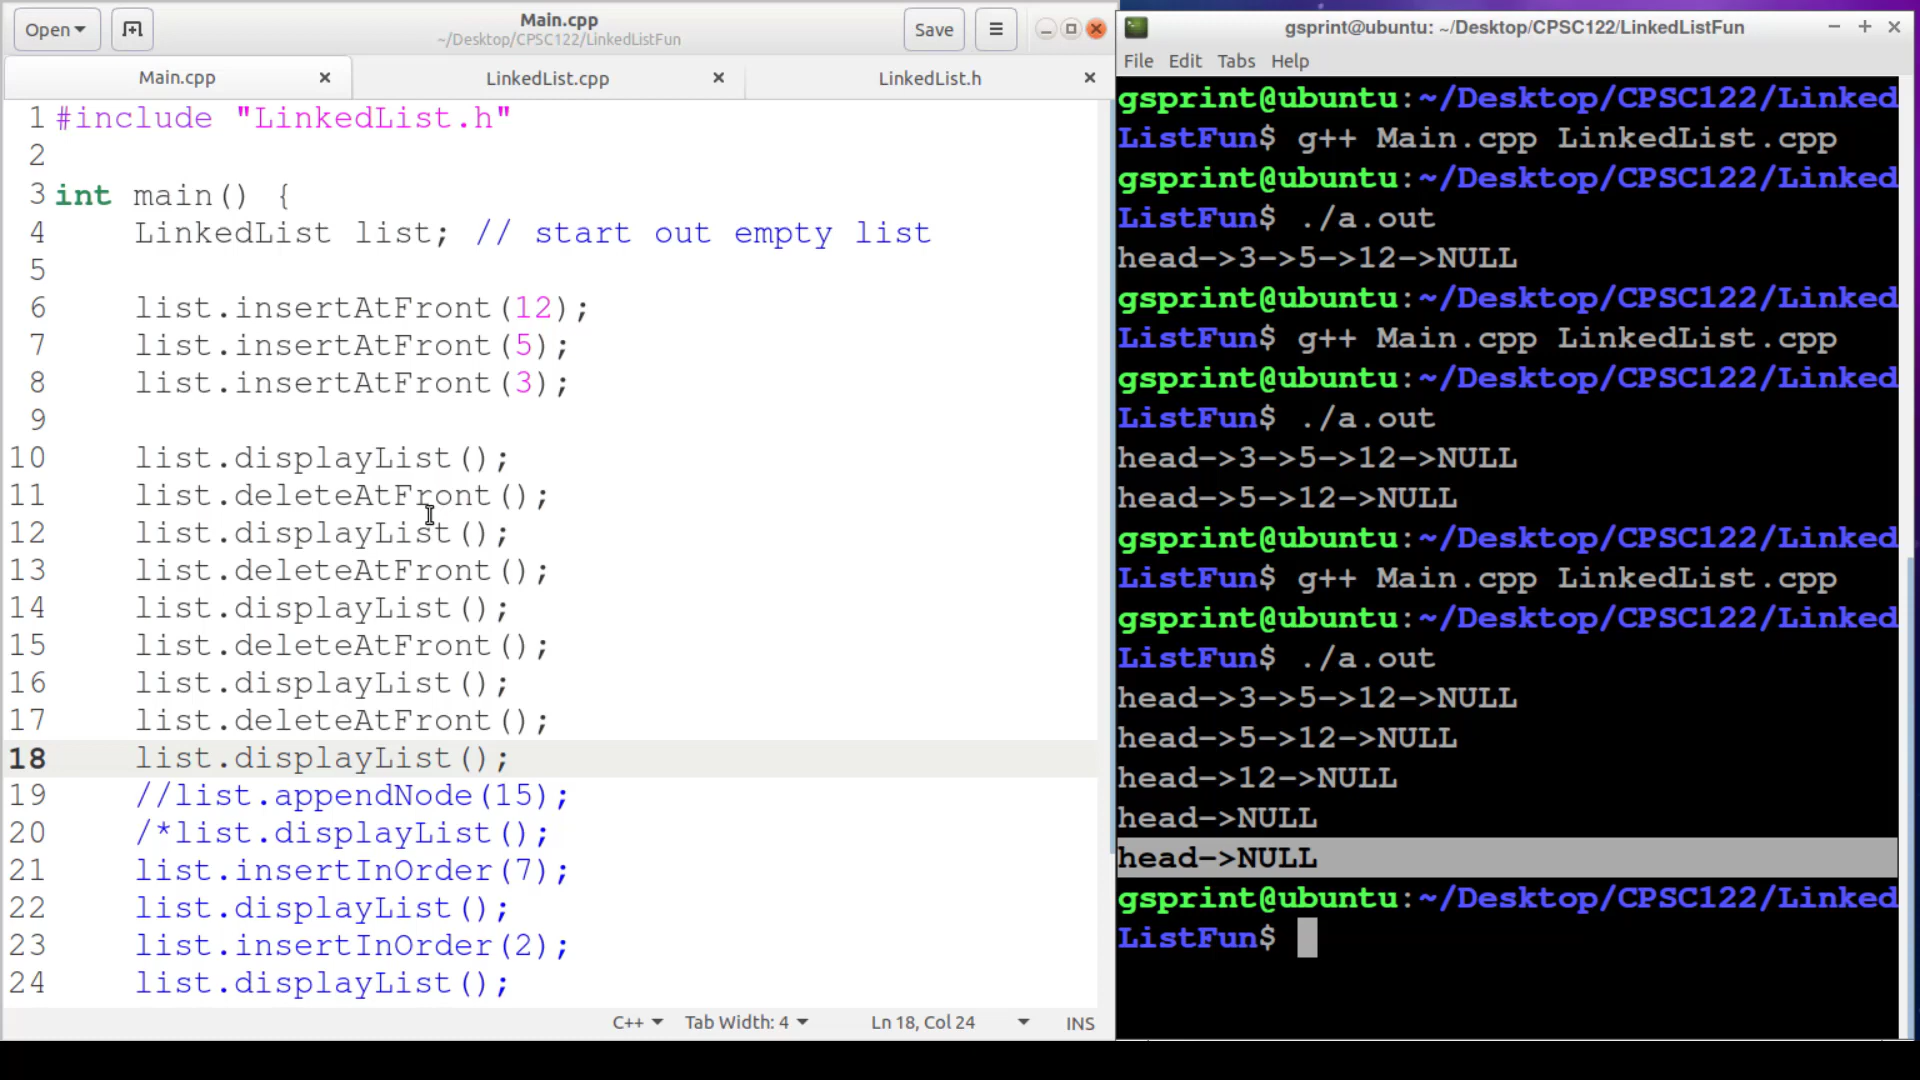 Open
Main.cpp
~/Desktop/CPSC122/LinkedListFun
Save
Main.cpp
LinkedList.cpp
LinkedList.h
1 #include "LinkedList.h"
2
3 int main() {
4 LinkedList list; // start out empty list
5
6 list.insertAtFront(12);
7 list.insertAtFront(5);
8 list.insertAtFront(3);
9
10 list.displayList();
11 list.deleteAtFront();
12 list.displayList();
13 list.deleteAtFront();
14 list.displayList();
15 list.deleteAtFront();
16 list.displayList();
17 list.deleteAtFront();
18 list.displayList();
19 //list.appendNode(15);
20 /*list.displayList();
21 list.insertInOrder(7);
22 list.displayList();
23 list.insertInOrder(2);
24 list.displayList();
C++ Tab Width: 4 Ln 18, Col 24 INS
gsprint@ubuntu: ~/Desktop/CPSC122/LinkedListFun
File Edit Tabs Help
gsprint@ubuntu:~/Desktop/CPSC122/Linked
ListFun$ g++ Main.cpp LinkedList.cpp
gsprint@ubuntu:~/Desktop/CPSC122/Linked
ListFun$ ./a.out
head->3->5->12->NULL
gsprint@ubuntu:~/Desktop/CPSC122/Linked
ListFun$ g++ Main.cpp LinkedList.cpp
gsprint@ubuntu:~/Desktop/CPSC122/Linked
ListFun$ ./a.out
head->3->5->12->NULL
head->5->12->NULL
gsprint@ubuntu:~/Desktop/CPSC122/Linked
ListFun$ g++ Main.cpp LinkedList.cpp
gsprint@ubuntu:~/Desktop/CPSC122/Linked
ListFun$ ./a.out
head->3->5->12->NULL
head->5->12->NULL
head->12->NULL
head->NULL
head->NULL
gsprint@ubuntu:~/Desktop/CPSC122/Linked
ListFun$